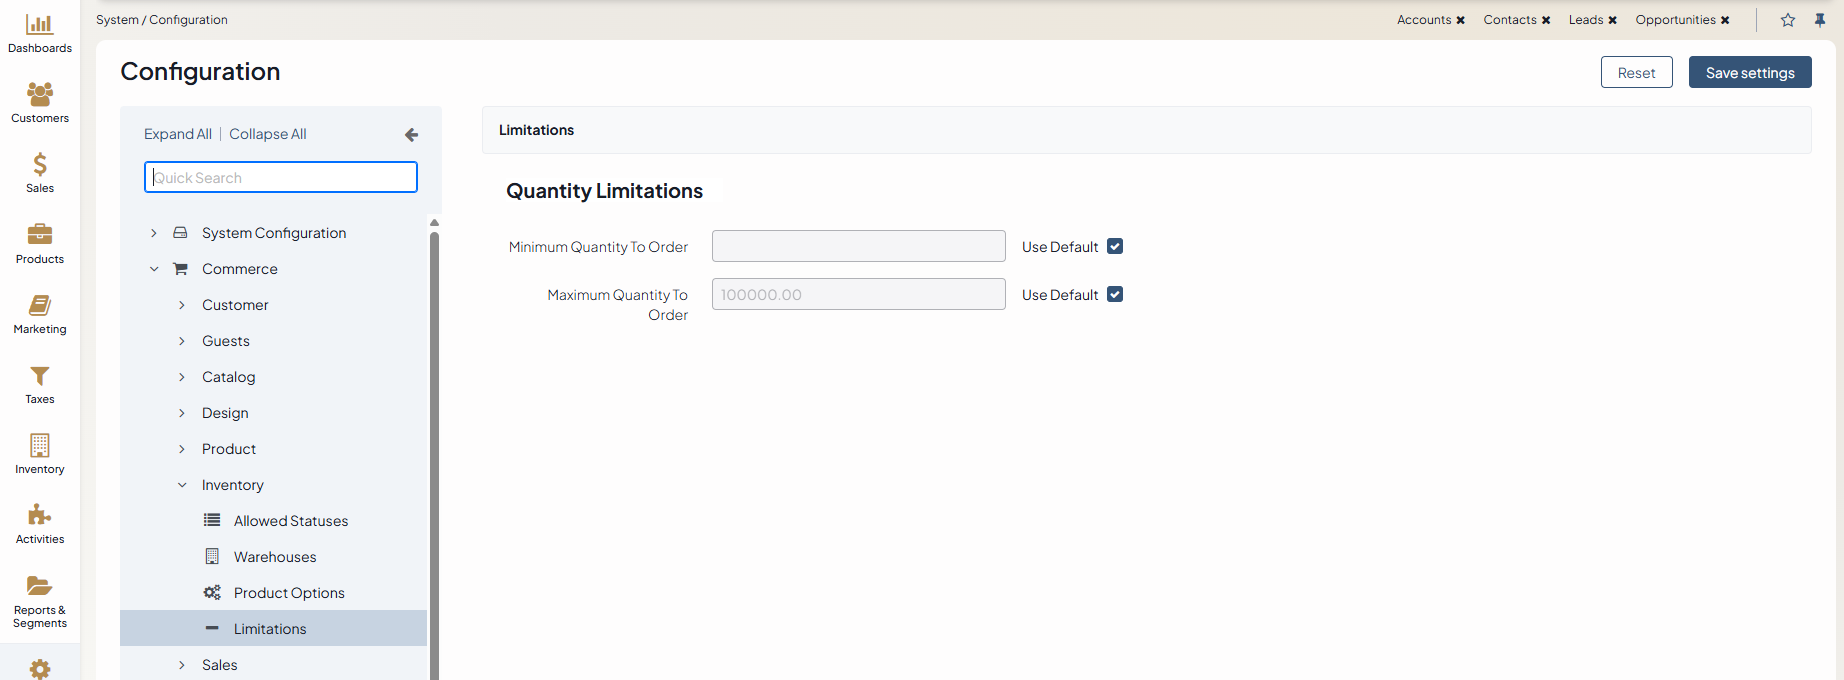 System / Configuration
Accounts ✖ Contacts ✖ Leads ✖ Opportunities ✖
Dashboards
Customers
Sales
Products
Marketing
Taxes
Inventory
Activities
Reports &
Segments
Configuration
Reset
Save settings
Expand All | Collapse All
Quick Search
System Configuration
Commerce
Customer
Guests
Catalog
Design
Product
Inventory
Allowed Statuses
Warehouses
Product Options
Limitations
Sales
Limitations
Quantity Limitations
Minimum Quantity To Order
Use Default
Maximum Quantity To
Order
100000.00
Use Default